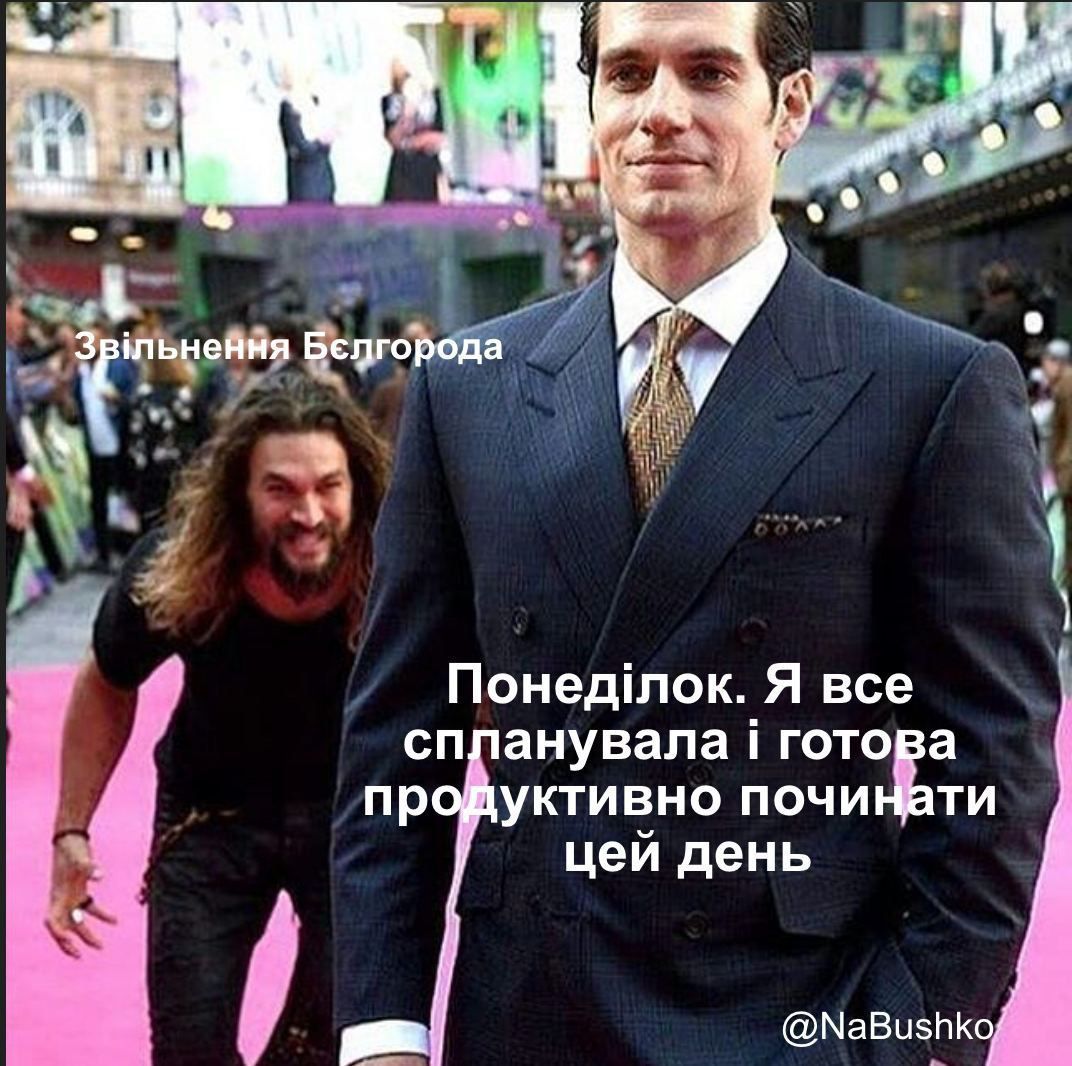 Звільнення Бєлгорода
Понеділок. Я все
спланувала і готова
продуктивно починати
цей день
@NaBushko